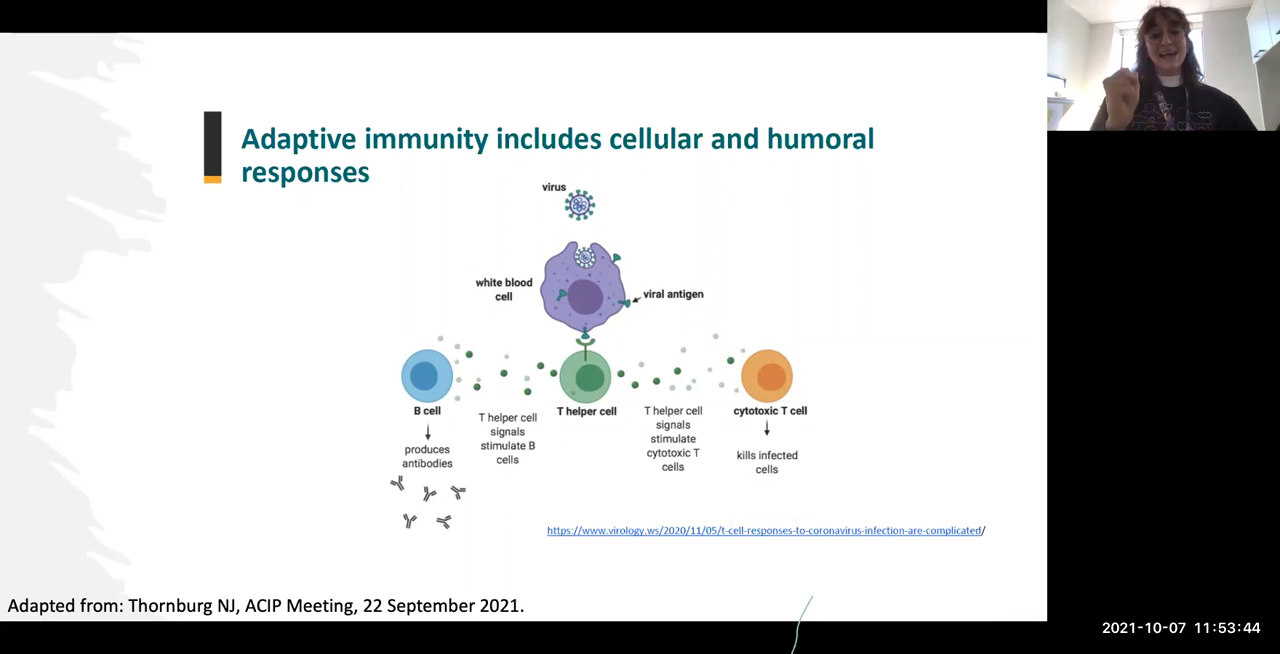 Adaptive immunity includes cellular and humoral
responses
virus
white blood
cell
viral antigen
B cell
T helper cell
cytotoxic T cell
produces
antibodies
T helper cell
signals
stimulate B
cells
T helper cell
signals
stimulate
cytotoxic T
cells
kills infected
cells
https://www.virology.ws/2020/11/05/t-cell-responses-to-coronavirus-infection-are-complicated/
Adapted from: Thornburg NJ, ACIP Meeting, 22 September 2021.
2021-10-07 11:53:44